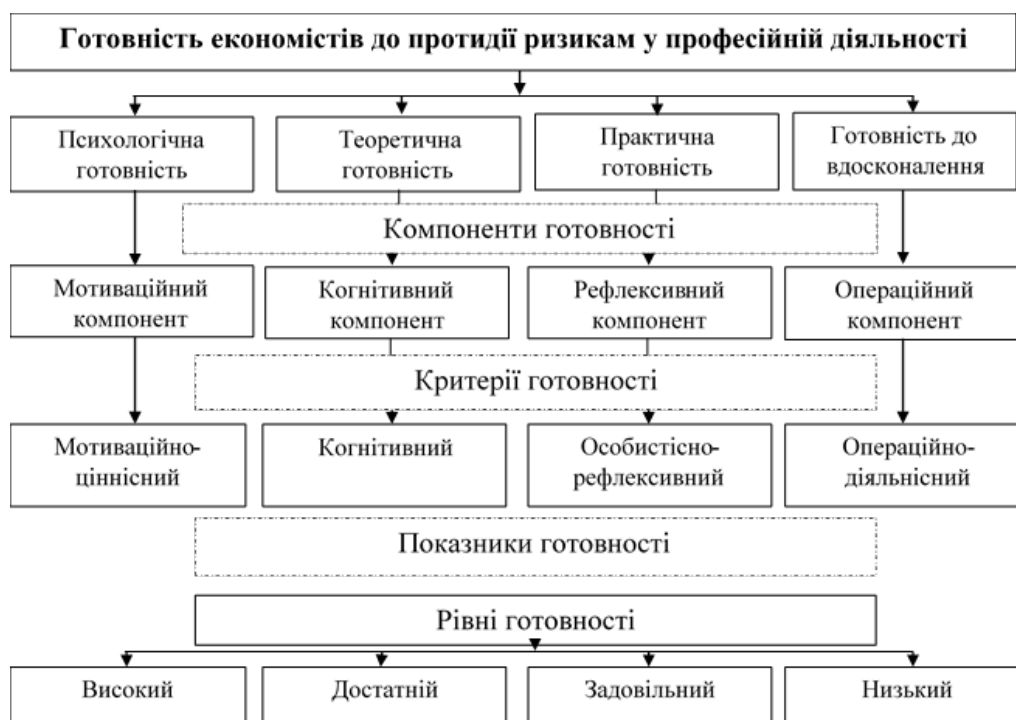 Готовність економістів до протидії ризикам у професійній діяльності
Психологічна
готовність
Теоретична
готовність
Практична
готовність
Готовність до
вдосконалення
Компоненти готовності
Мотиваційний
компонент
Когнітивний
компонент
Рефлексивний
компонент
Операційний
компонент
Критерії готовності
Мотиваційно-
ціннісний
Когнітивний
Особистісно-
рефлексивний
Операційно-
діяльнісний
Показники готовності
Рівні готовності
Високий
Достатній
Задовільний
Низький